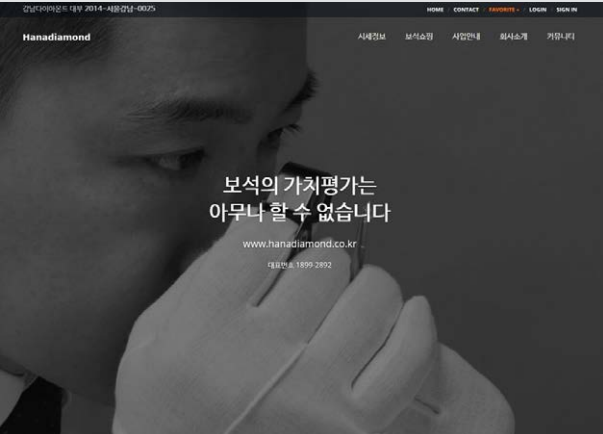 강남다이아몬드 대부 2014-서울강남-0025
HOME / CONTACT / FAVORITE / LOGIN / SIGN IN
Hanadiamond
시세정보 보석쇼핑 사업안내 회사소개 커뮤니티
보석의 가치평가는
아무나 할 수 없습니다
www.hanadiamond.co.kr
대표번호 1899 2892